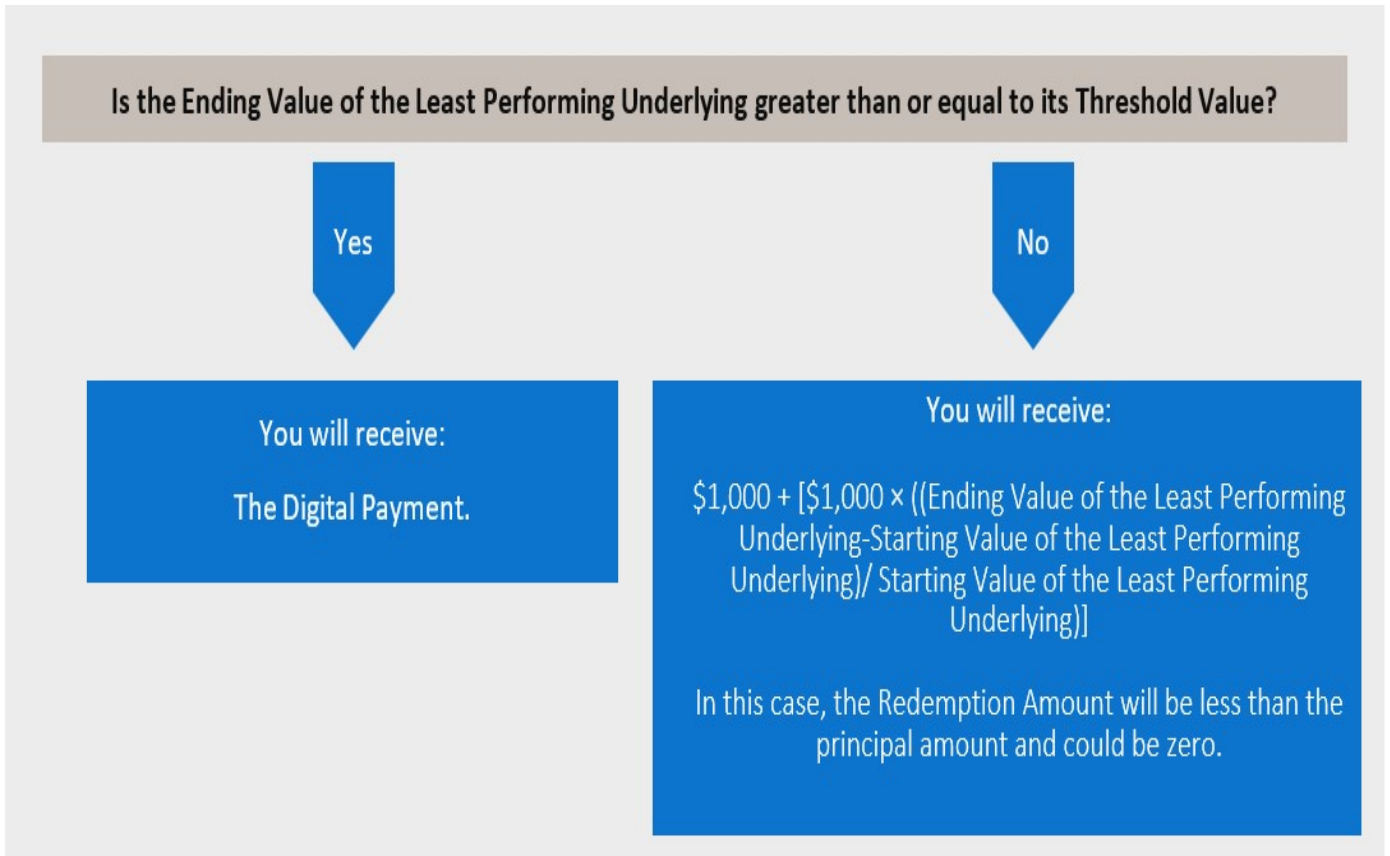 Is the Ending Value of the Least Performing Underlying greater than or equal to its Threshold Value?
Yes
No
You will receive:
The Digital Payment.
You will receive:
$1,000 + [$1,000 × ((Ending Value of the Least Performing
Underlying-Starting Value of the Least Performing
Underlying)/ Starting Value of the Least Performing
Underlying)]
In this case, the Redemption Amount will be less than the
principal amount and could be zero.